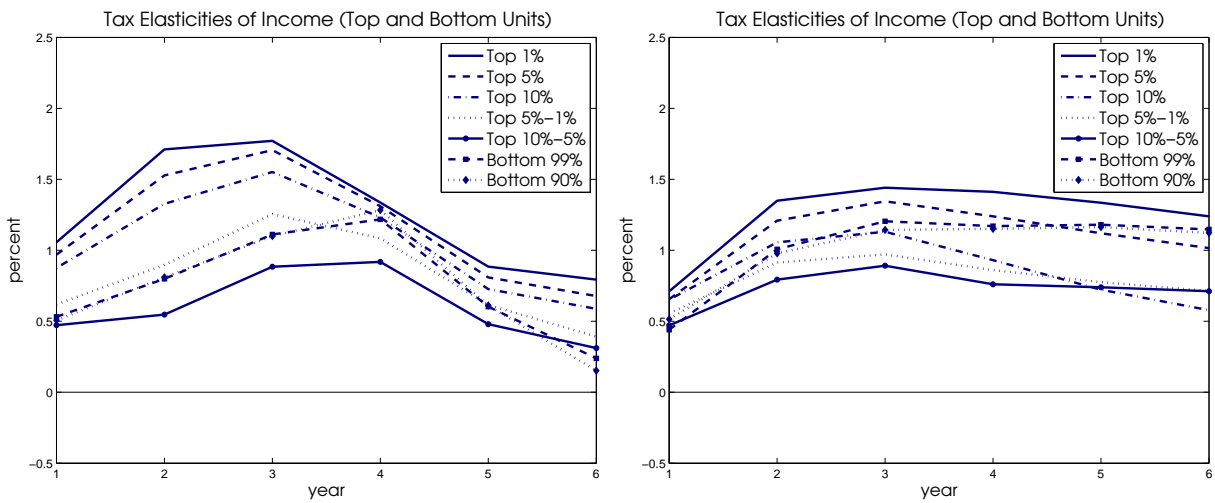 Tax Elasticities of Income (Top and Bottom Units)
2.5
2
1.5
1
0.5
0
−0.5
percent
1 2 3 4 5 6
year
Top 1%
Top 5%
Top 10%
Top 5%−1%
Top 10%−5%
Bottom 99%
Bottom 90%
Tax Elasticities of Income (Top and Bottom Units)
2.5
2
1.5
1
0.5
0
−0.5
percent
1 2 3 4 5 6
year
Top 1%
Top 5%
Top 10%
Top 5%−1%
Top 10%−5%
Bottom 99%
Bottom 90%